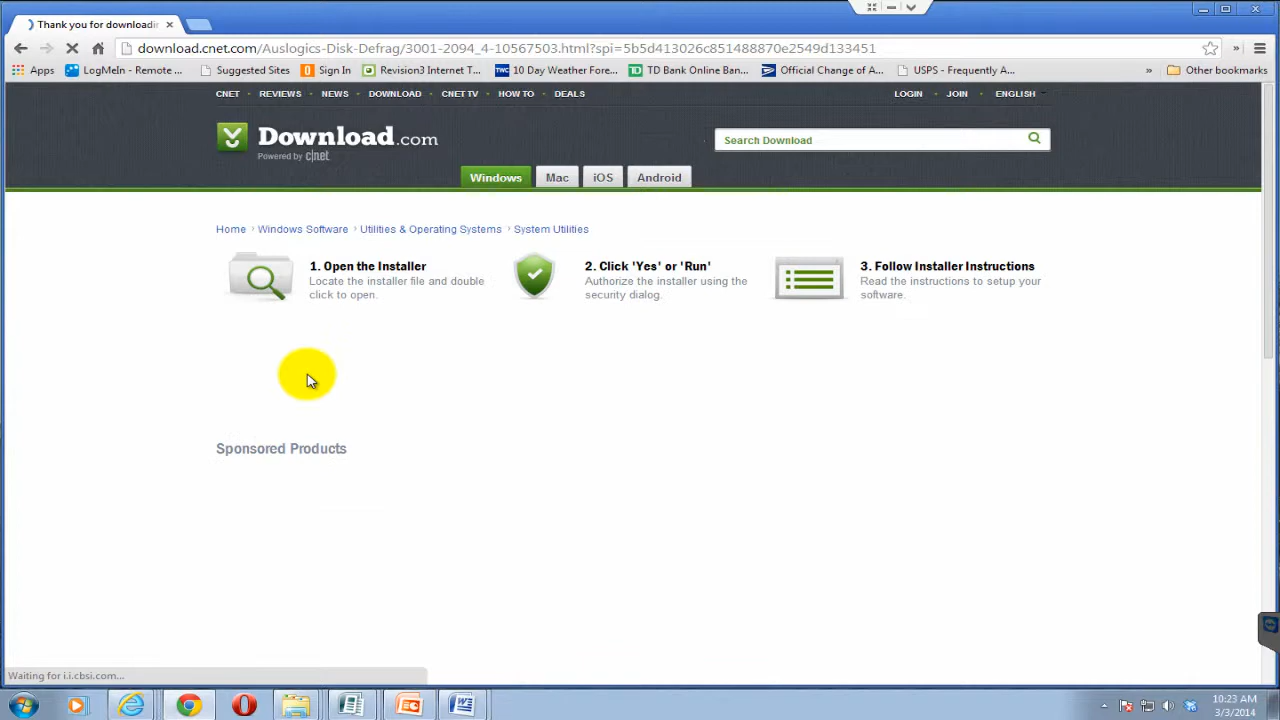 Thank you for downloadin
download.cnet.com/Auslogics-Disk-Defrag/3001-2094_4-10567503.html?spi=5b5d413026c851488870e2549d133451
Apps LogMeIn - Remote ... Suggested Sites Sign In Revision3 Internet T... 10 Day Weather Fore... TD Bank Online Ban... Official Change of A... USPS - Frequently A... » Other bookmarks
CNET REVIEWS NEWS DOWNLOAD CNET TV HOW TO DEALS LOGIN JOIN ENGLISH
Download.com
Powered by c|net
Search Download
Windows Mac iOS Android
Home › Windows Software › Utilities & Operating Systems › System Utilities
1. Open the Installer
Locate the installer file and double
click to open.
2. Click 'Yes' or 'Run'
Authorize the installer using the
security dialog.
3. Follow Installer Instructions
Read the instructions to setup your
software.
Sponsored Products
Waiting for i.i.cbsi.com...
10:23 AM
3/3/2014